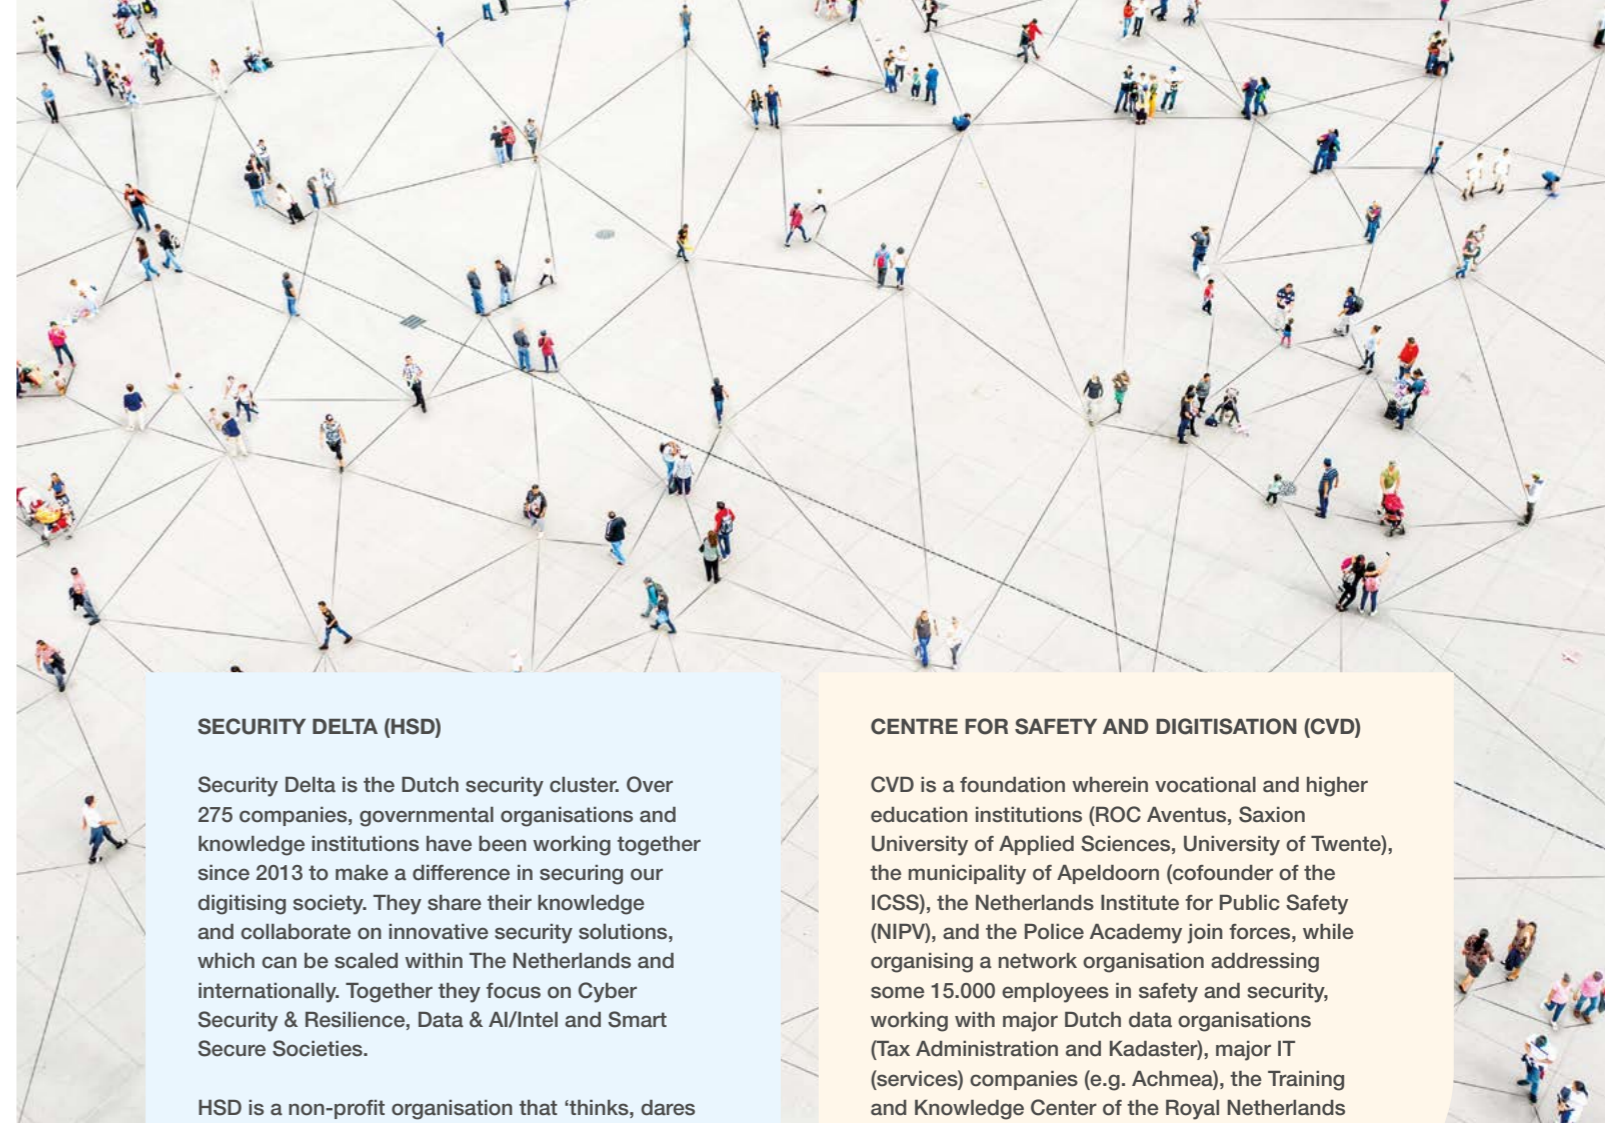 SECURITY DELTA (HSD)
Security Delta is the Dutch security cluster. Over
275 companies, governmental organisations and
knowledge institutions have been working together
since 2013 to make a difference in securing our
digitising society. They share their knowledge
and collaborate on innovative security solutions,
which can be scaled within The Netherlands and
internationally. Together they focus on Cyber
Security & Resilience, Data & AI/Intel and Smart
Secure Societies.
HSD is a non-profit organisation that ‘thinks, dares
CENTRE FOR SAFETY AND DIGITISATION (CVD)
CVD is a foundation wherein vocational and higher
education institutions (ROC Aventus, Saxion
University of Applied Sciences, University of Twente),
the municipality of Apeldoorn (cofounder of the
ICSS), the Netherlands Institute for Public Safety
(NIPV), and the Police Academy join forces, while
organising a network organisation addressing
some 15.000 employees in safety and security,
working with major Dutch data organisations
(Tax Administration and Kadaster), major IT
(services) companies (e.g. Achmea), the Training
and Knowledge Center of the Royal Netherlands